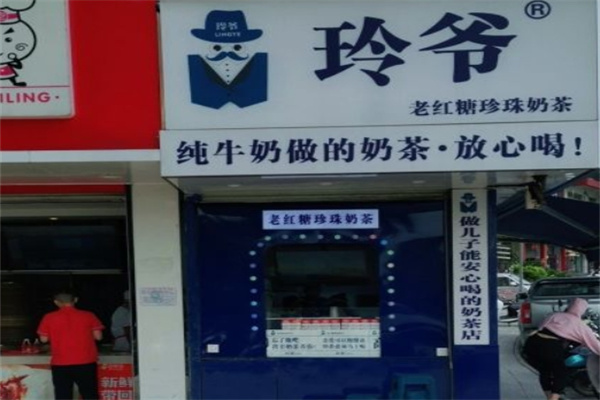 玲爷
LINGYE
玲爷®
老红糖珍珠奶茶
纯牛奶做的奶茶·放心喝!
ILING·
老红糖珍珠奶茶
做儿子能安心喝的奶茶店
新鲜